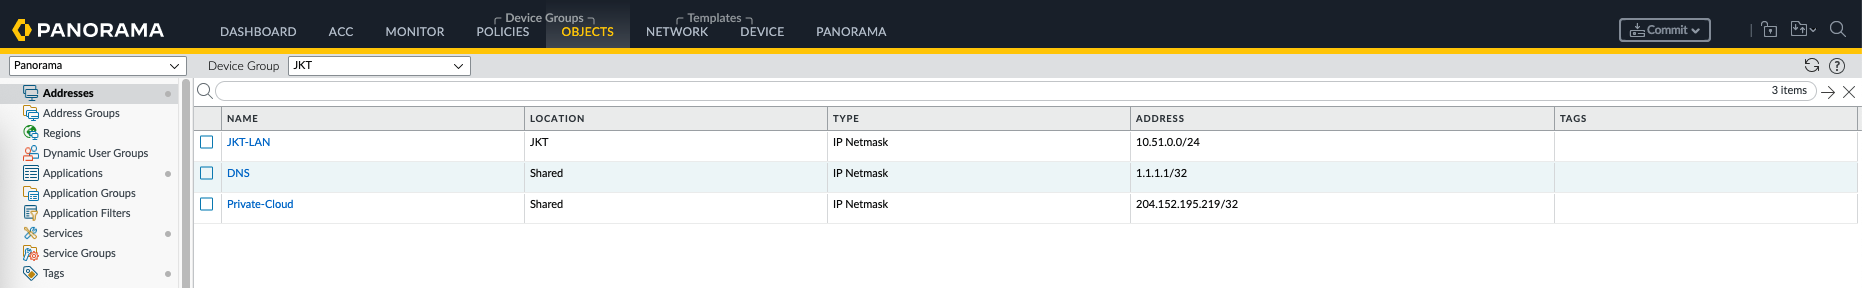 Device Groups Templates
PANORAMA DASHBOARD ACC MONITOR POLICIES OBJECTS NETWORK DEVICE PANORAMA Commit
Panorama Device Group JKT
Addresses
Address Groups
Regions
Dynamic User Groups
Applications
Application Groups
Application Filters
Services
Service Groups
Tags
3 items
NAME LOCATION TYPE ADDRESS TAGS
JKT-LAN JKT IP Netmask 10.51.0.0/24
DNS Shared IP Netmask 1.1.1.1/32
Private-Cloud Shared IP Netmask 204.152.195.219/32